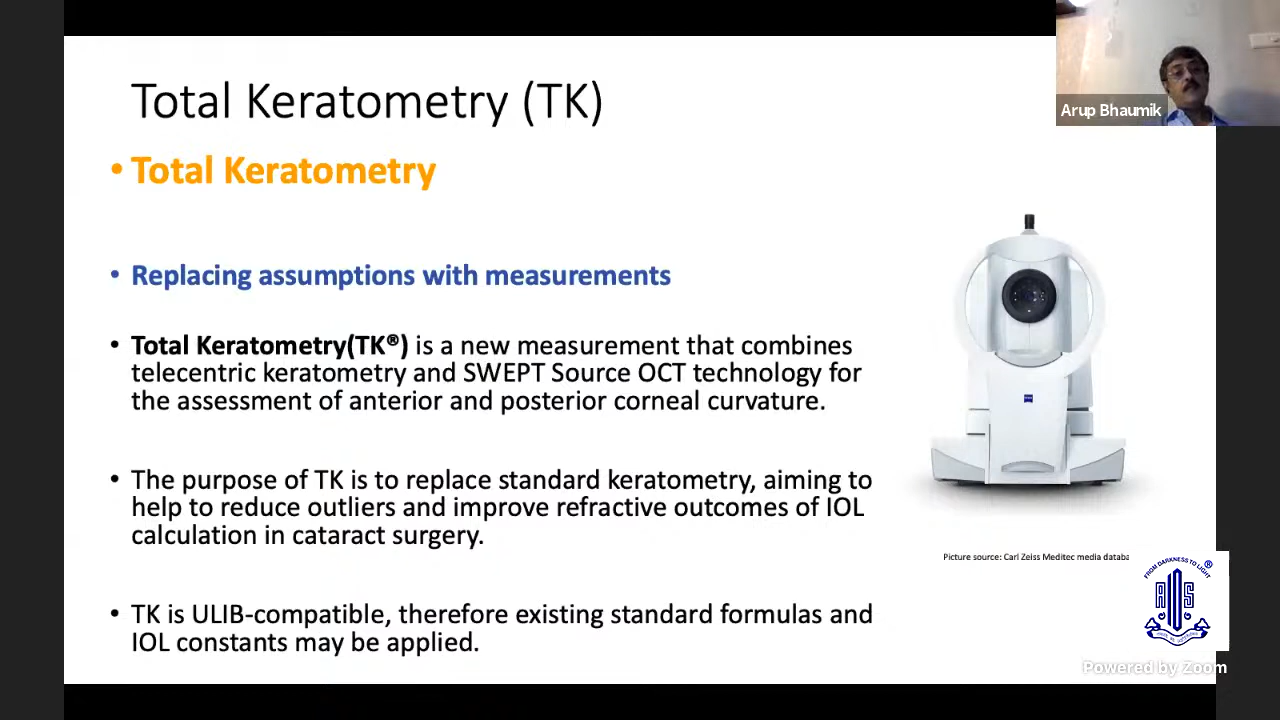 Total Keratometry (TK)
• Total Keratometry
• Replacing assumptions with measurements
• Total Keratometry(TK®) is a new measurement that combines
telecentric keratometry and SWEPT Source OCT technology for
the assessment of anterior and posterior corneal curvature.
• The purpose of TK is to replace standard keratometry, aiming to
help to reduce outliers and improve refractive outcomes of IOL
calculation in cataract surgery.
• TK is ULIB-compatible, therefore existing standard formulas and
IOL constants may be applied.
Arup Bhaumik
Picture source: Carl Zeiss Meditec media databa
FROM DARKNESS TO LIGHT ®
Powered by Zoom